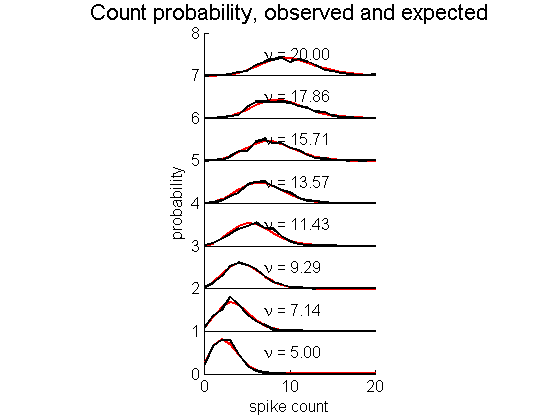 Count probability, observed and expected
8
ν = 20.00
7
ν = 17.86
6
ν = 15.71
5
ν = 13.57
4
ν = 11.43
3
ν = 9.29
2
ν = 7.14
1
ν = 5.00
0
probability
0 10 20
spike count